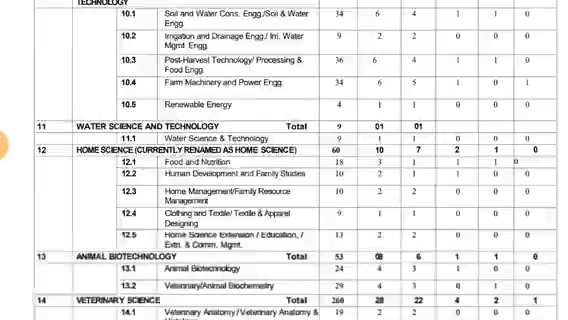 TECHNOLOGY
10.1 Soil and Water Cons. Engg./Soil & Water Engg. 34 6 4 1 1 0
10.2 Irrigation and Drainage Engg./ Irri. Water Mgmt. Engg. 9 2 2 0 0 0
10.3 Post-Harvest Technology/ Processing & Food Engg. 36 6 4 1 1 0
10.4 Farm Machinery and Power Engg. 34 6 5 1 0 1
10.5 Renewable Energy 4 1 1 0 0 0
11 WATER SCIENCE AND TECHNOLOGY Total 9 01 01
11.1 Water Science & Technology 9 1 1 0 0 0
12 HOME SCIENCE (CURRENTLY RENAMED AS HOME SCIENCE) 60 10 7 2 1 0
12.1 Food and Nutrition 18 3 1 1 1 0
12.2 Human Development and Family Studies 10 2 1 1 0 0
12.3 Home Management/Family Resource Management 10 2 2 0 0 0
12.4 Clothing and Textile/ Textile & Apparel Designing 9 1 1 0 0 0
12.5 Home Science Extension / Education, / Extn. & Comm. Mgmt. 13 2 2 0 0 0
13 ANIMAL BIOTECHNOLOGY Total 53 08 6 1 1 0
13.1 Animal Biotechnology 24 4 3 1 0 0
13.2 Veterinary/Animal Biochemistry 29 4 3 0 1 0
14 VETERINARY SCIENCE Total 260 28 22 4 2 1
14.1 Veterinary Anatomy / Veterinary Anatomy & 19 2 2 0 0 0